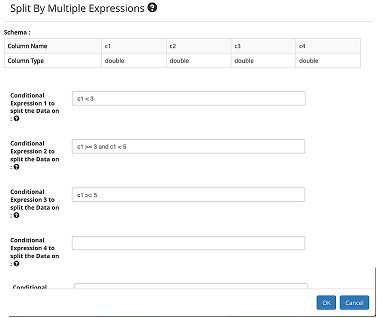 Split By Multiple Expressions ?
Schema :
Column Name c1 c2 c3 c4
Column Type double double double double
Conditional
Expression 1 to
split the Data on
: ?
c1 < 3
Conditional
Expression 2 to
split the Data on
: ?
c1 >= 3 and c1 < 5
Conditional
Expression 3 to
split the Data on
: ?
c1 >= 5
Conditional
Expression 4 to
split the Data on
: ?
Conditional
OK Cancel